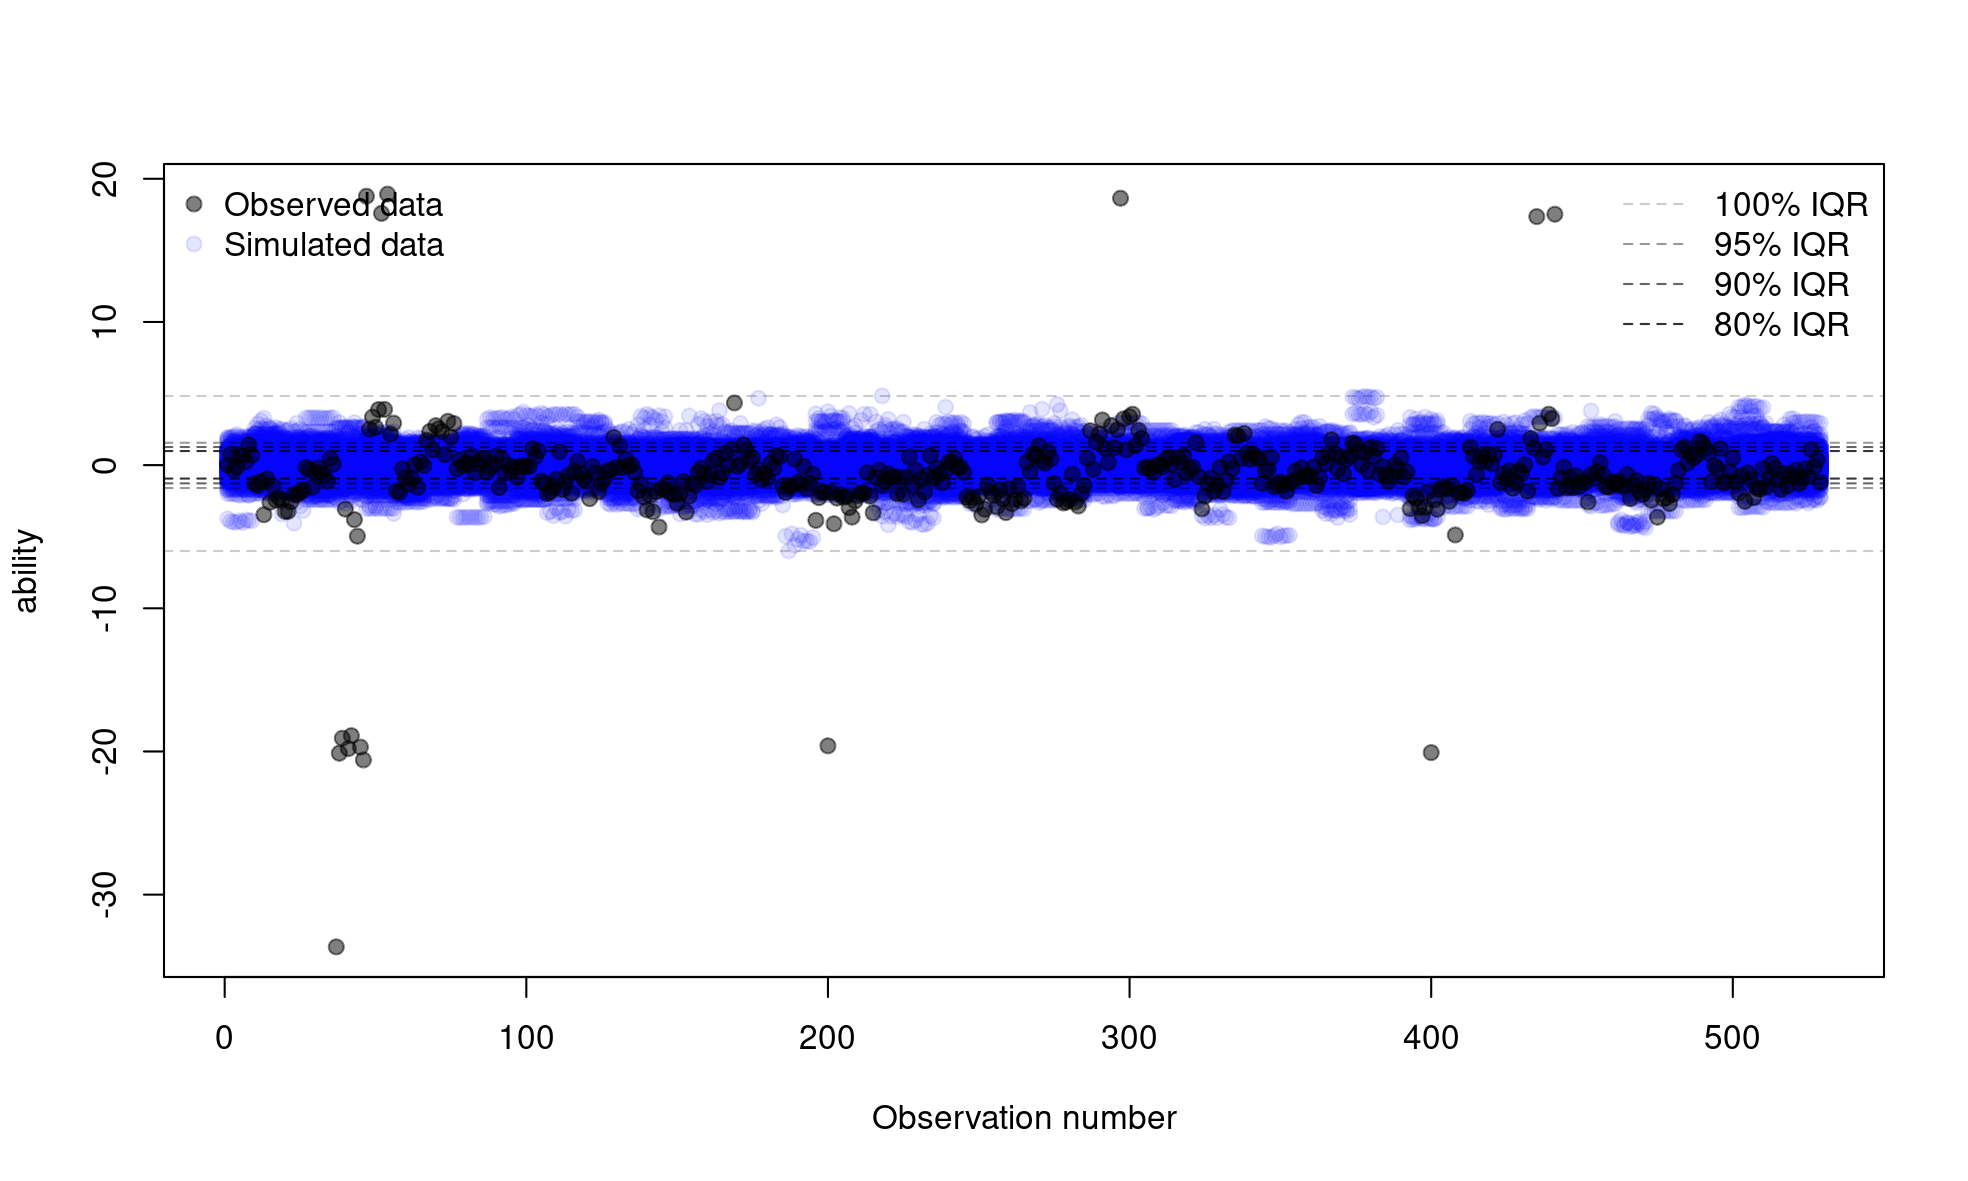 20
10
0
-10
-20
-30
ability
Observed data
Simulated data
100% IQR
95% IQR
90% IQR
80% IQR
0 100 200 300 400 500
Observation number